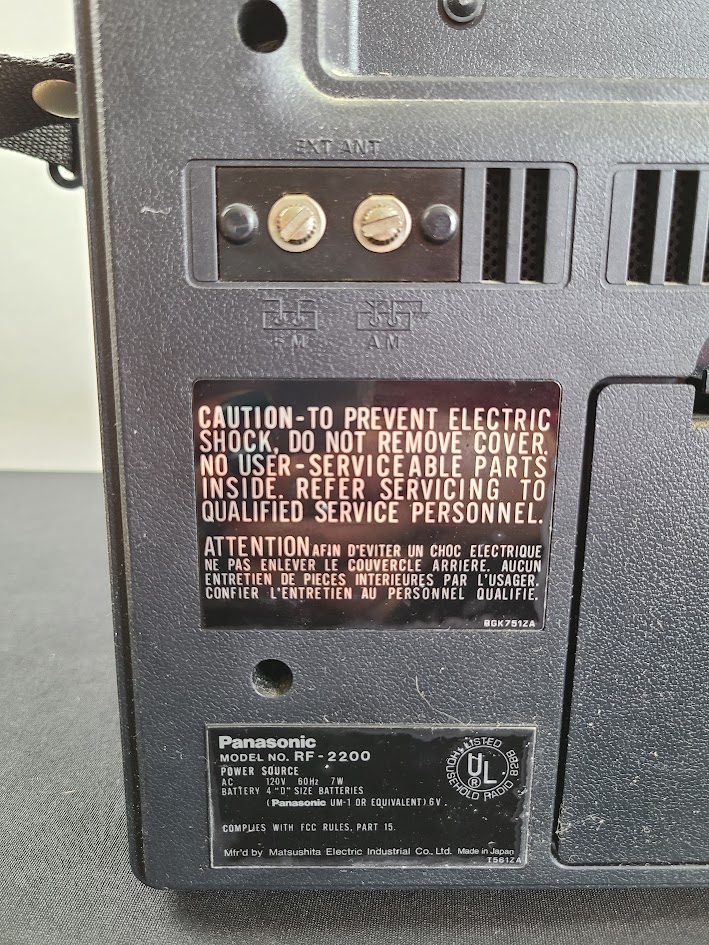 EXT ANT
FM AM
CAUTION-TO PREVENT ELECTRIC
SHOCK, DO NOT REMOVE COVER.
NO USER-SERVICEABLE PARTS
INSIDE. REFER SERVICING TO
QUALIFIED SERVICE PERSONNEL.
ATTENTION AFIN D'EVITER UN CHOC ELECTRIQUE
NE PAS ENLEVER LE COUVERCLE ARRIERE. AUCUN
ENTRETIEN DE PIECES INTERIEURES PAR L'USAGER.
CONFIER L'ENTRETIEN AU PERSONNEL QUALIFIE.
BGK751ZA
Panasonic
MODEL NO. RF-2200
POWER SOURCE
AC 120V 60Hz 7W
BATTERY 4 "D" SIZE BATTERIES
(Panasonic UM-1 OR EQUIVALENT) 6V.
COMPLIES WITH FCC RULES, PART 15.
Mfr'd by Matsushita Electric Industrial Co., Ltd. Made in Japan
T561ZA
LISTED 882B
UL
®
HOUSEHOLD RADIO